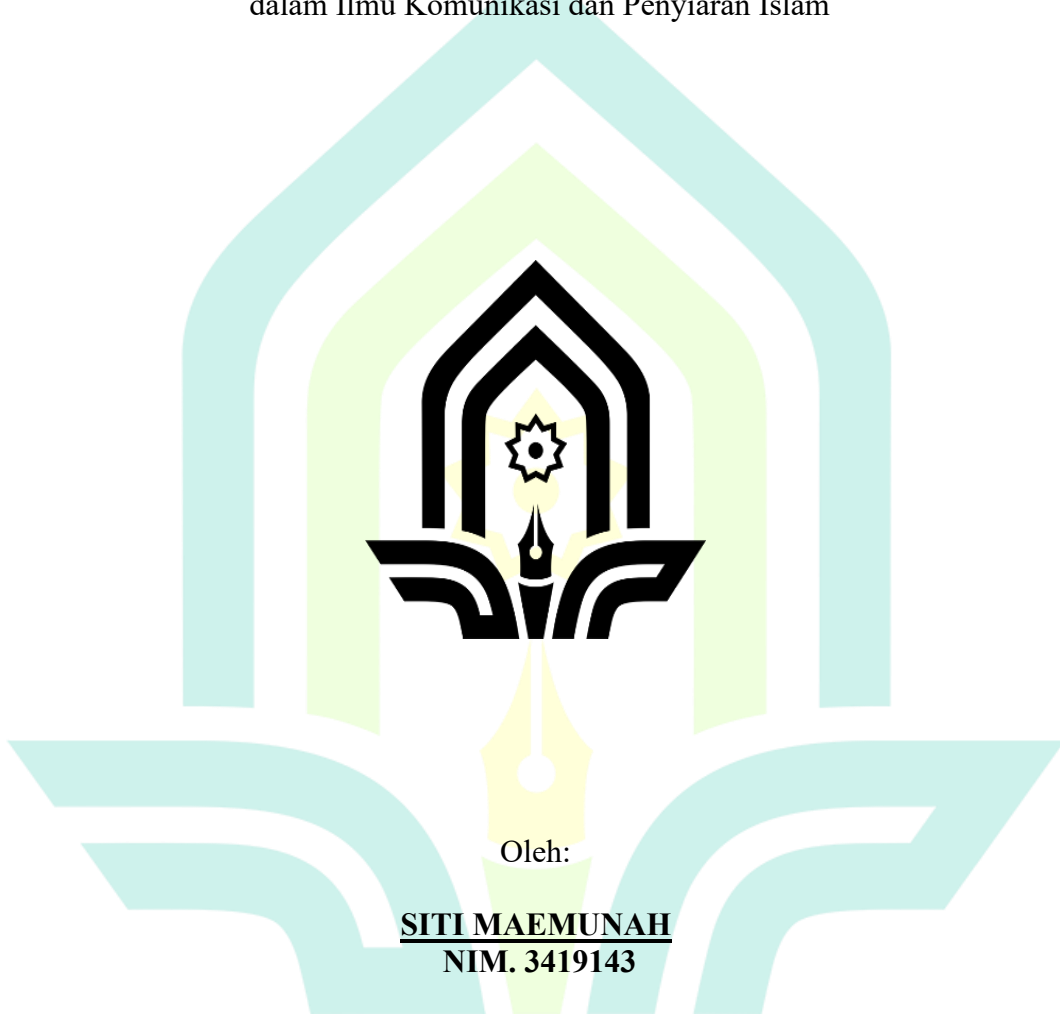 dalam Ilmu Komunikasi dan Penyiaran Islam
Oleh:
SITI MAEMUNAH
NIM. 3419143